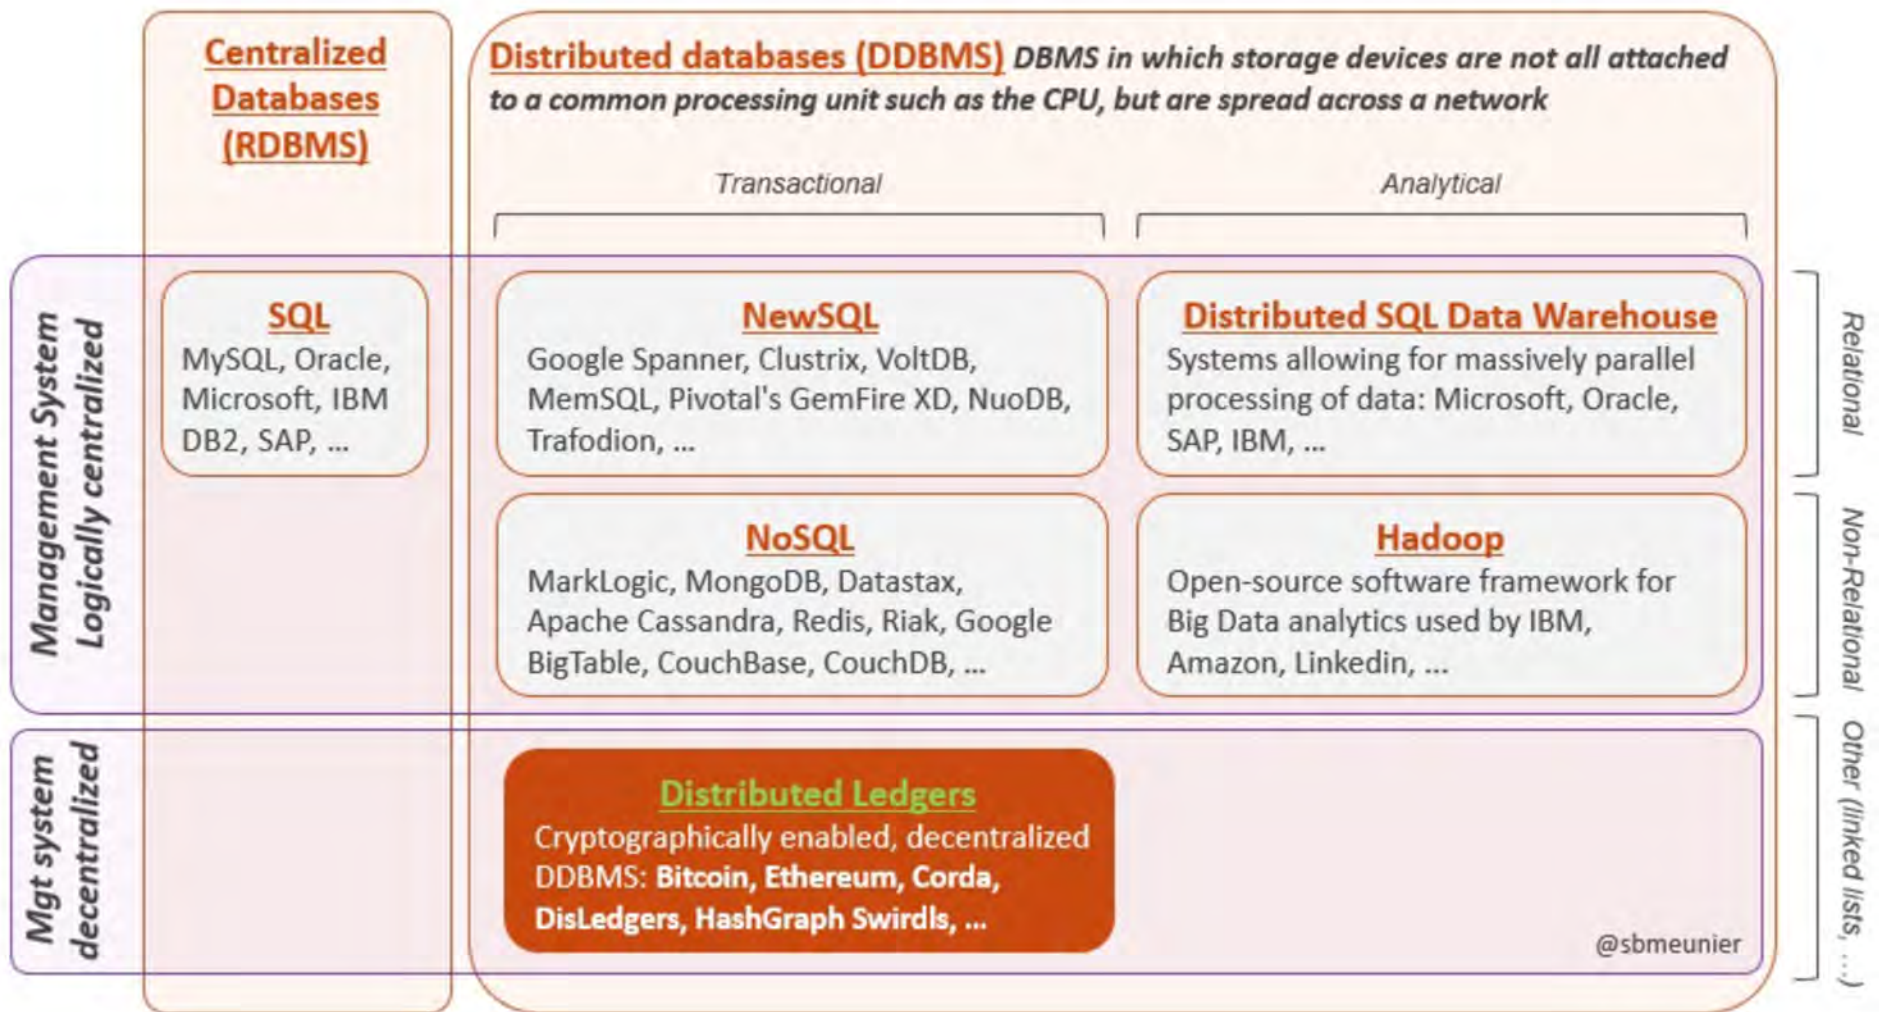 Centralized
Databases
(RDBMS)
Distributed databases (DDBMS) DBMS in which storage devices are not all attached
to a common processing unit such as the CPU, but are spread across a network
Transactional
Analytical
Management System
Logically centralized
SQL
MySQL, Oracle,
Microsoft, IBM
DB2, SAP, ...
NewSQL
Google Spanner, Clustrix, VoltDB,
MemSQL, Pivotal's GemFire XD, NuoDB,
Trafodion, ...
Distributed SQL Data Warehouse
Systems allowing for massively parallel
processing of data: Microsoft, Oracle,
SAP, IBM, ...
Relational
NoSQL
MarkLogic, MongoDB, Datastax,
Apache Cassandra, Redis, Riak, Google
BigTable, CouchBase, CouchDB, ...
Hadoop
Open-source software framework for
Big Data analytics used by IBM,
Amazon, Linkedin, ...
Non-Relational
Mgt system
decentralized
Distributed Ledgers
Cryptographically enabled, decentralized
DDBMS: Bitcoin, Ethereum, Corda,
DisLedgers, HashGraph Swirdls, ...
Other (linked lists, ...)
@sbmeunier